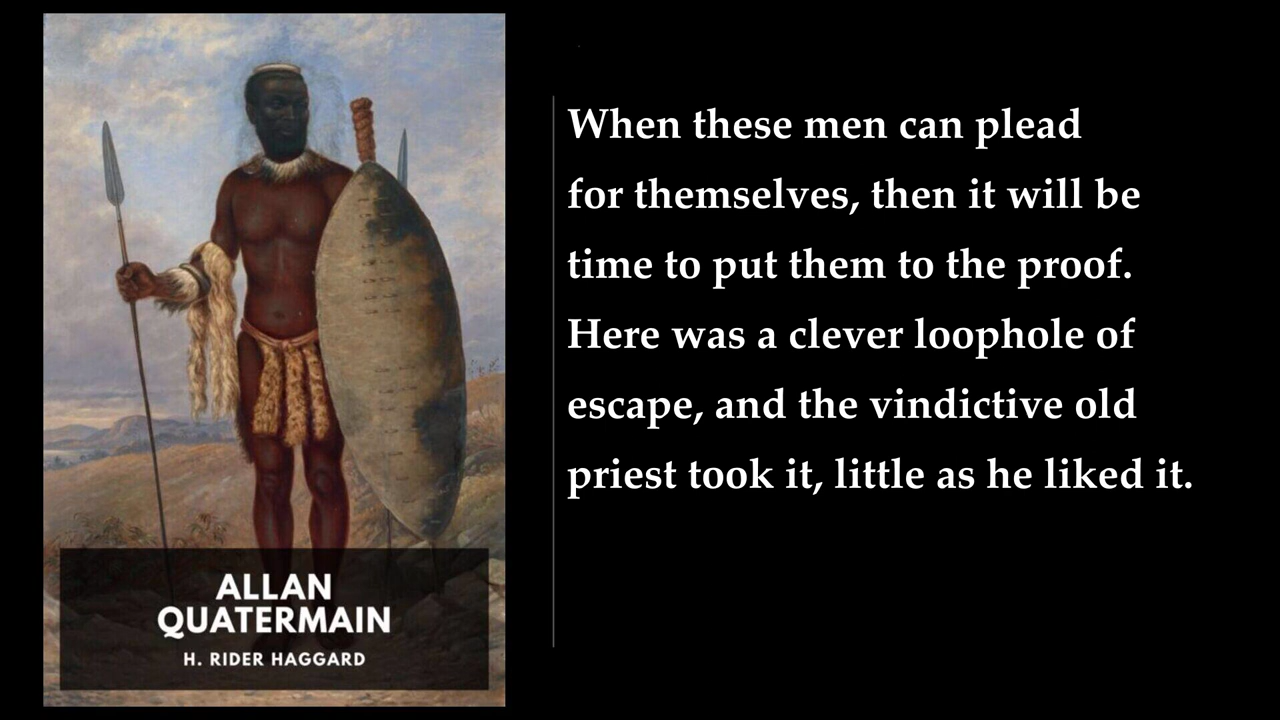 ALLAN
QUATERMAIN
H. RIDER HAGGARD
When these men can plead
for themselves, then it will be
time to put them to the proof.
Here was a clever loophole of
escape, and the vindictive old
priest took it, little as he liked it.